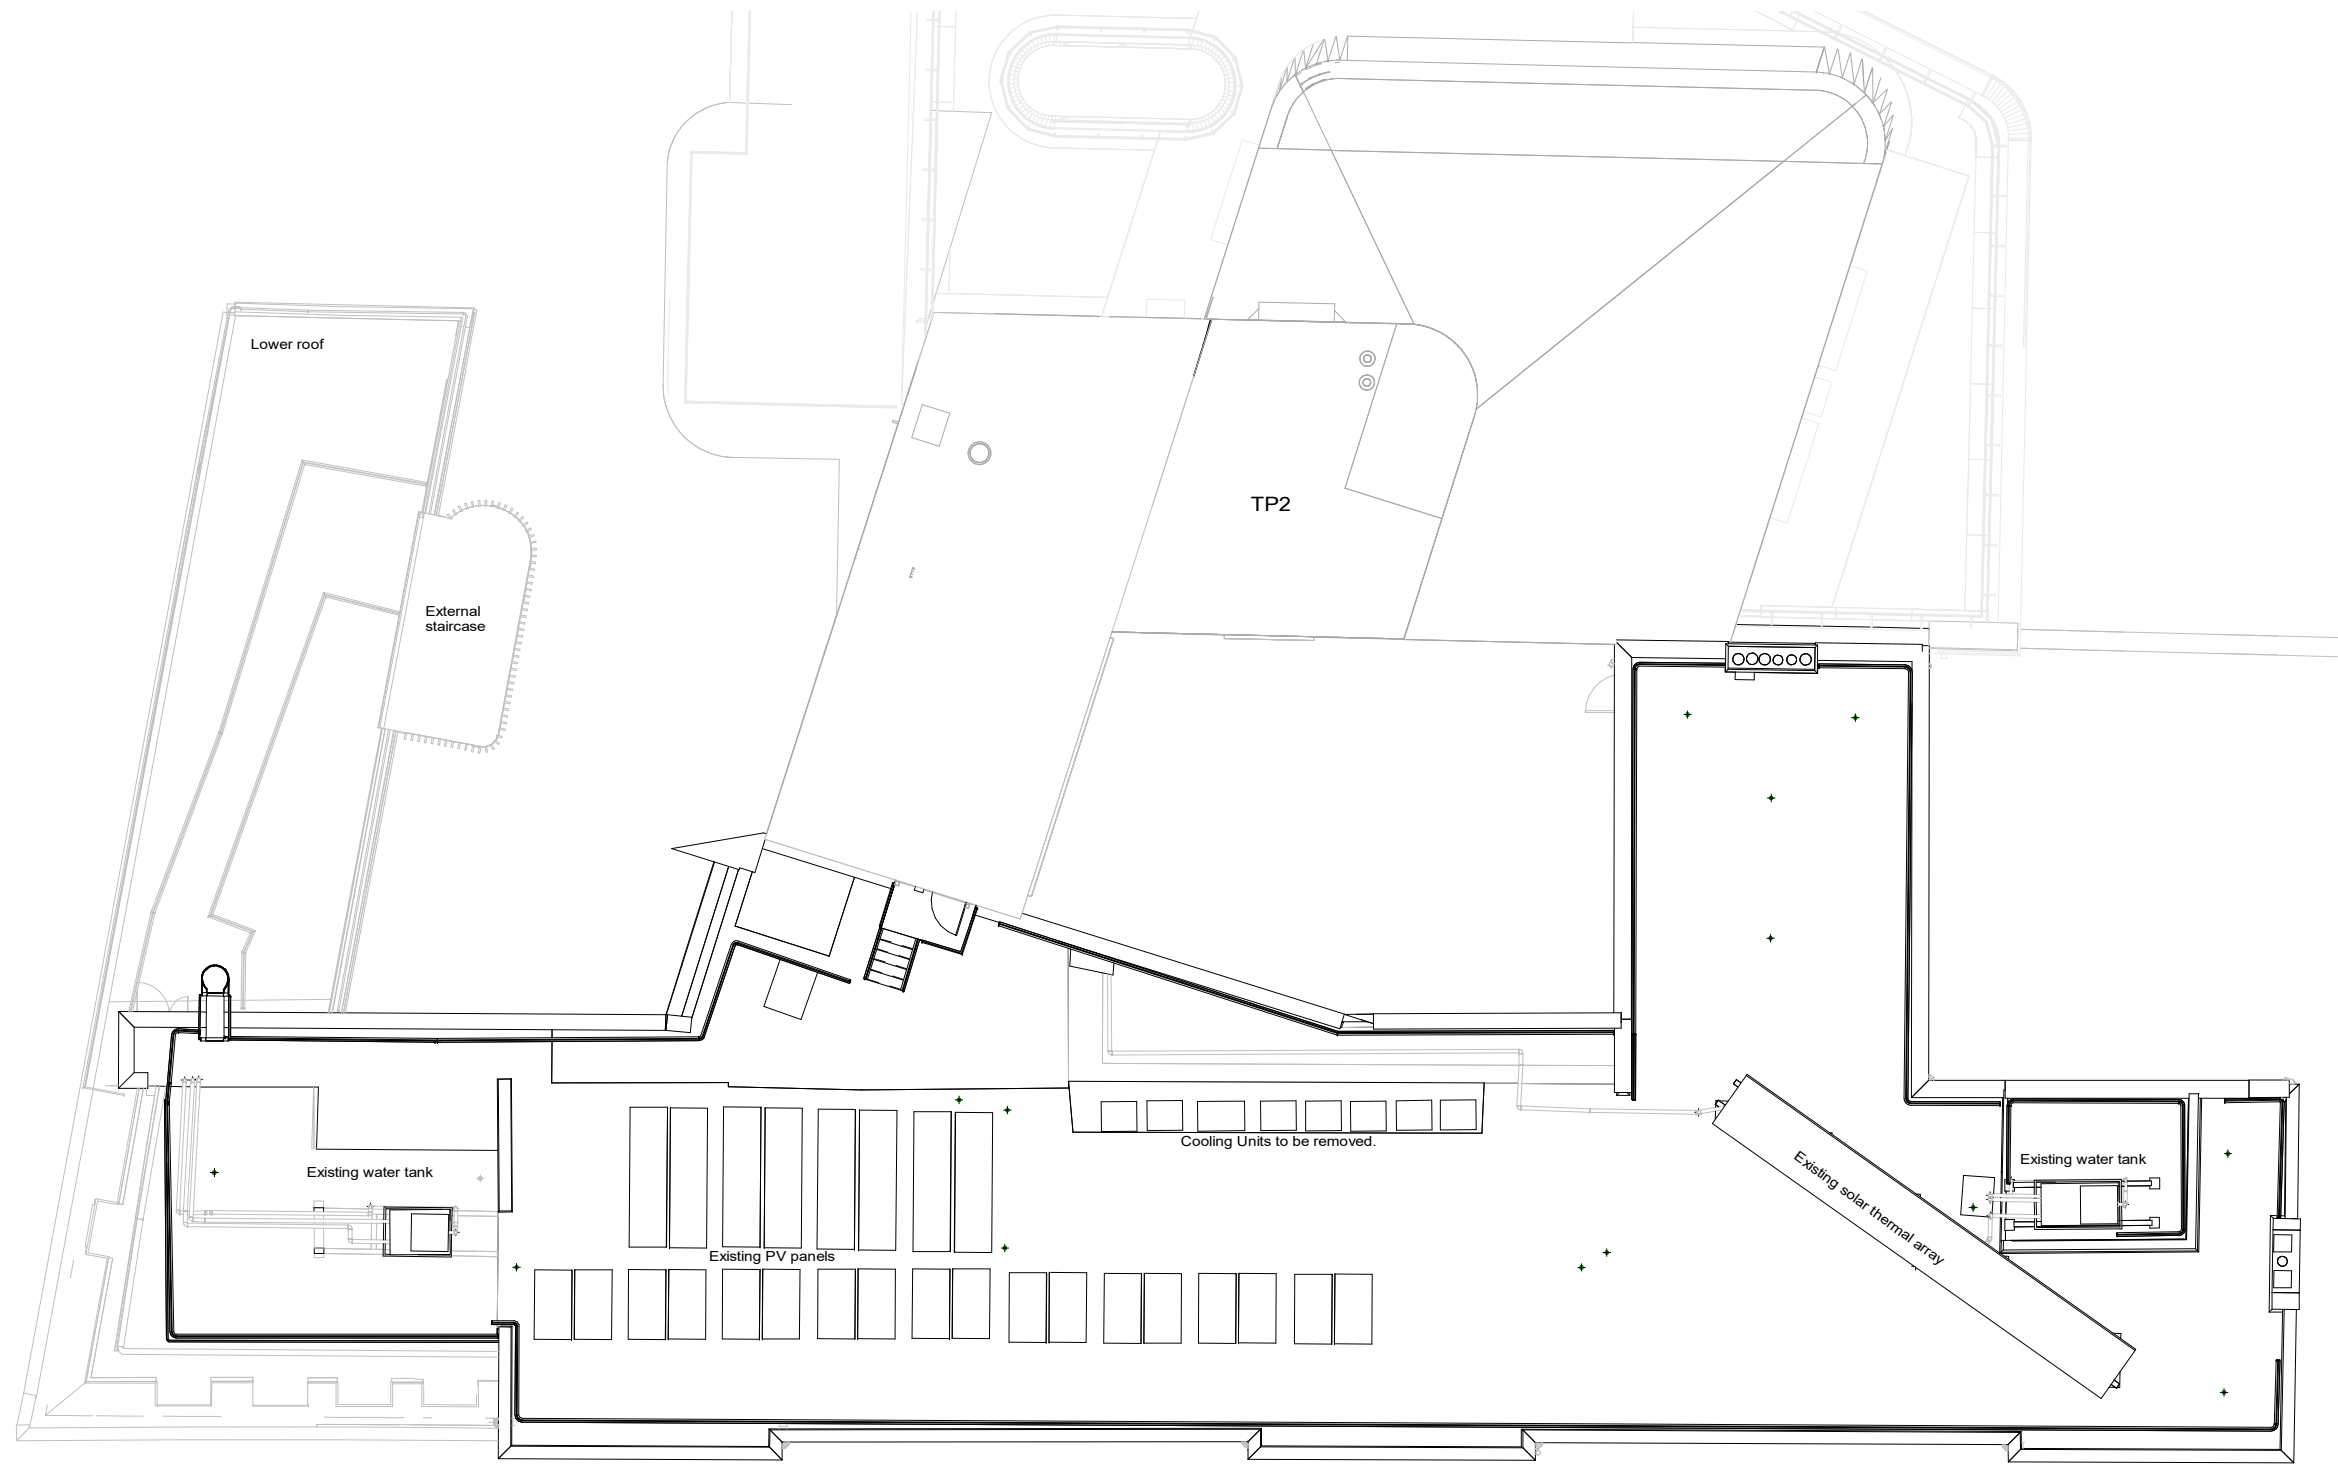 Lower roof
TP2
External
staircase
Cooling Units to be removed.
Existing water tank
Existing solar thermal array
Existing water tank
Existing PV panels